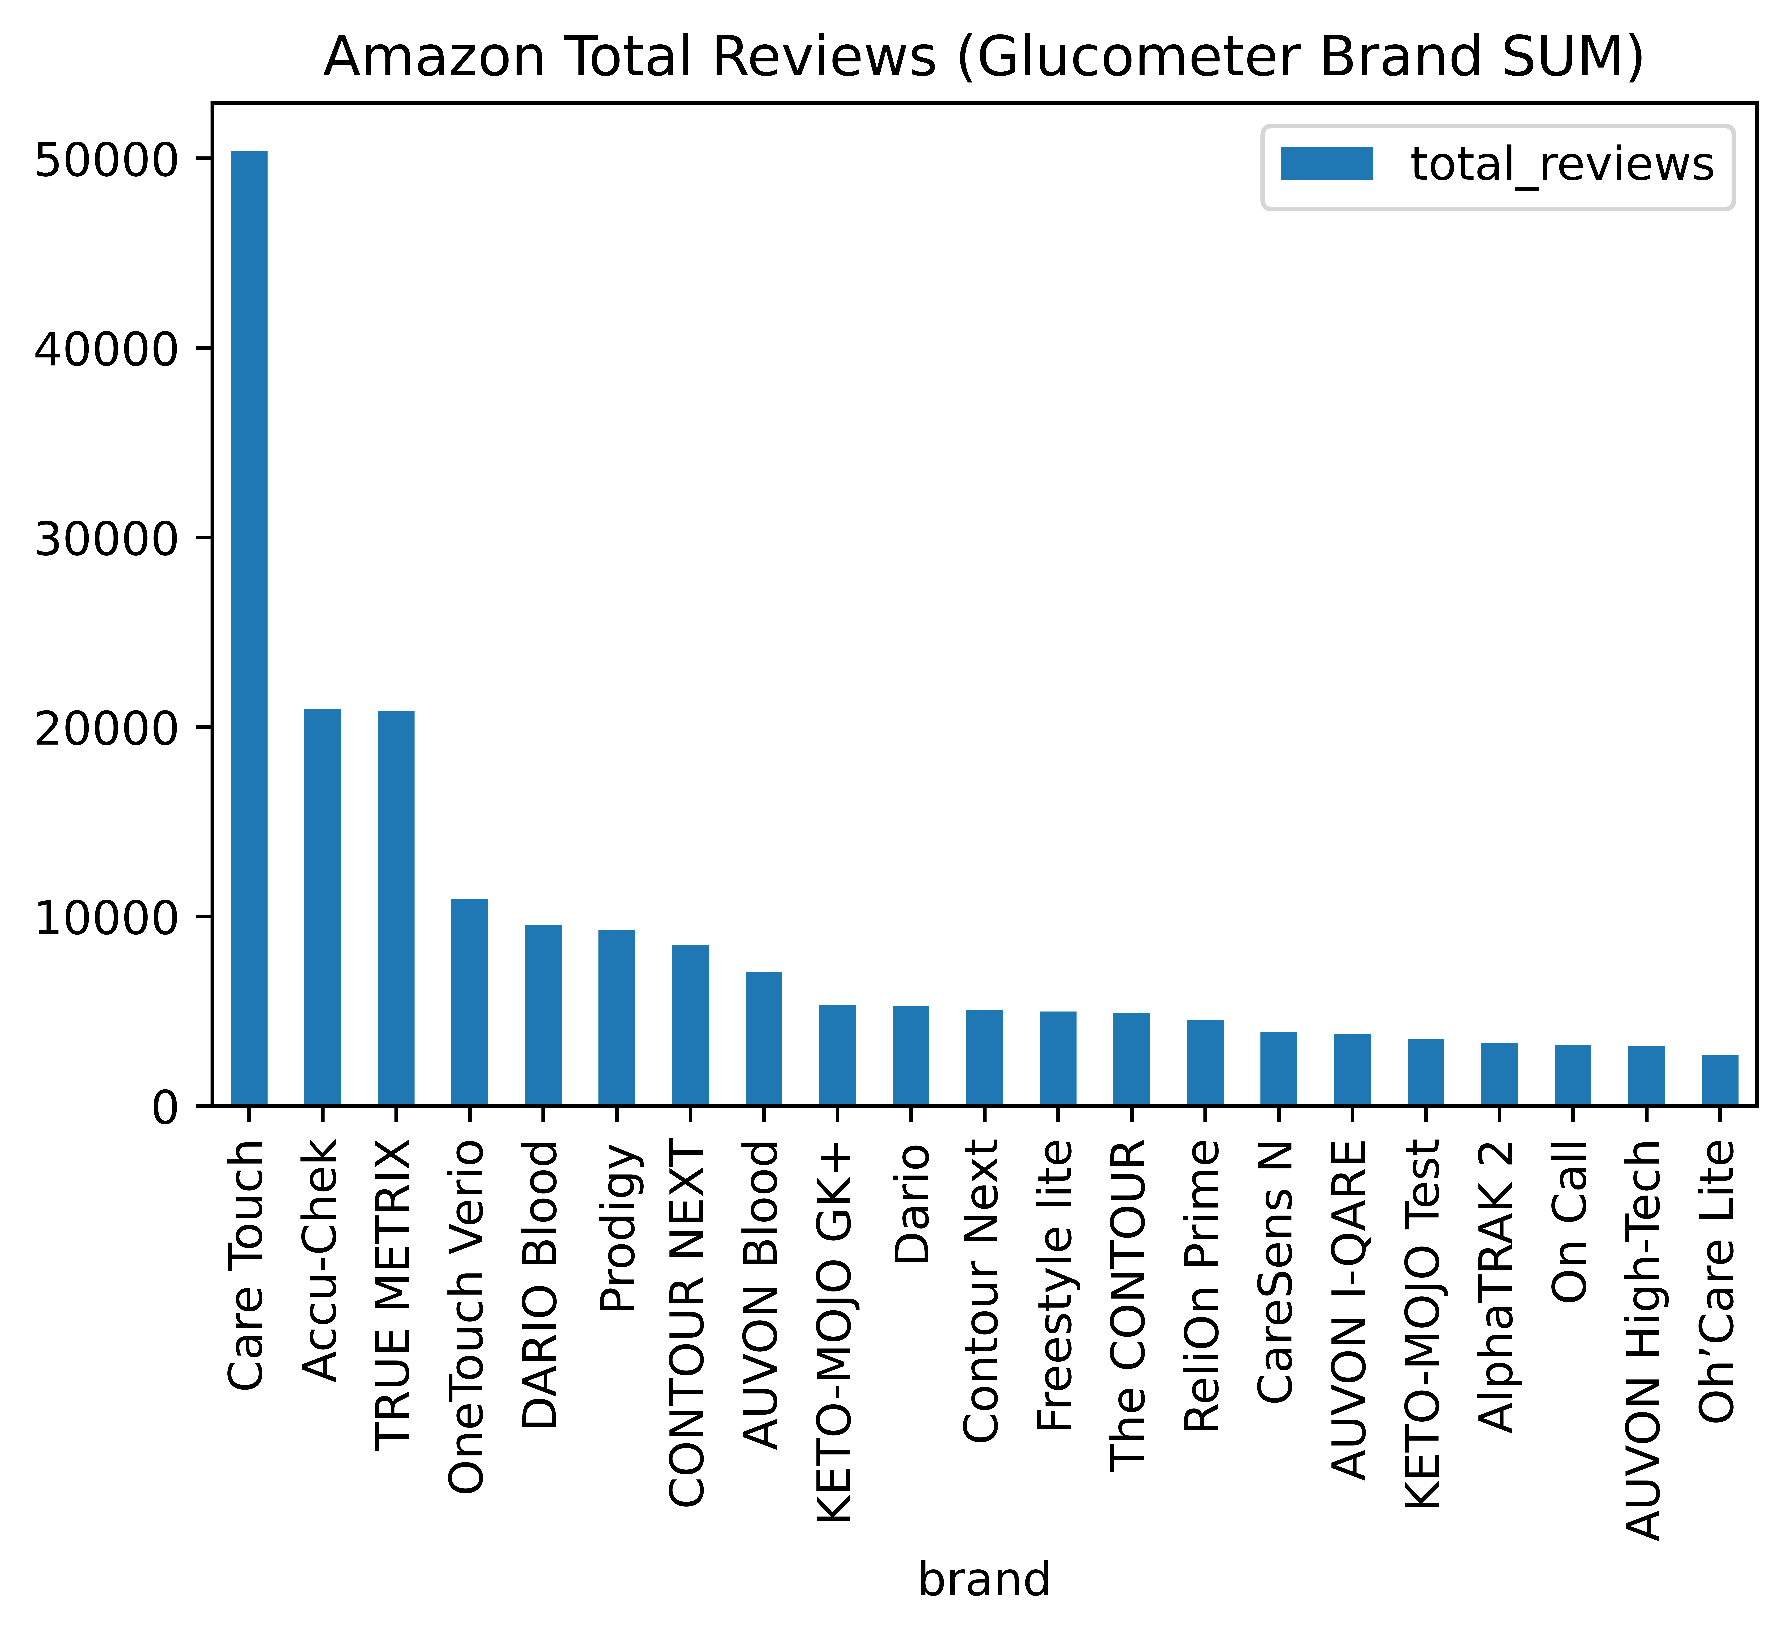 Amazon Total Reviews (Glucometer Brand SUM)
total_reviews
50000
40000
30000
20000
10000
0
Care Touch
Accu-Chek
TRUE METRIX
OneTouch Verio
DARIO Blood
Prodigy
CONTOUR NEXT
AUVON Blood
KETO-MOJO GK+
Dario
Contour Next
Freestyle lite
The CONTOUR
ReliOn Prime
CareSens N
AUVON I-QARE
KETO-MOJO Test
AlphaTRAK 2
On Call
AUVON High-Tech
Oh’Care Lite
brand